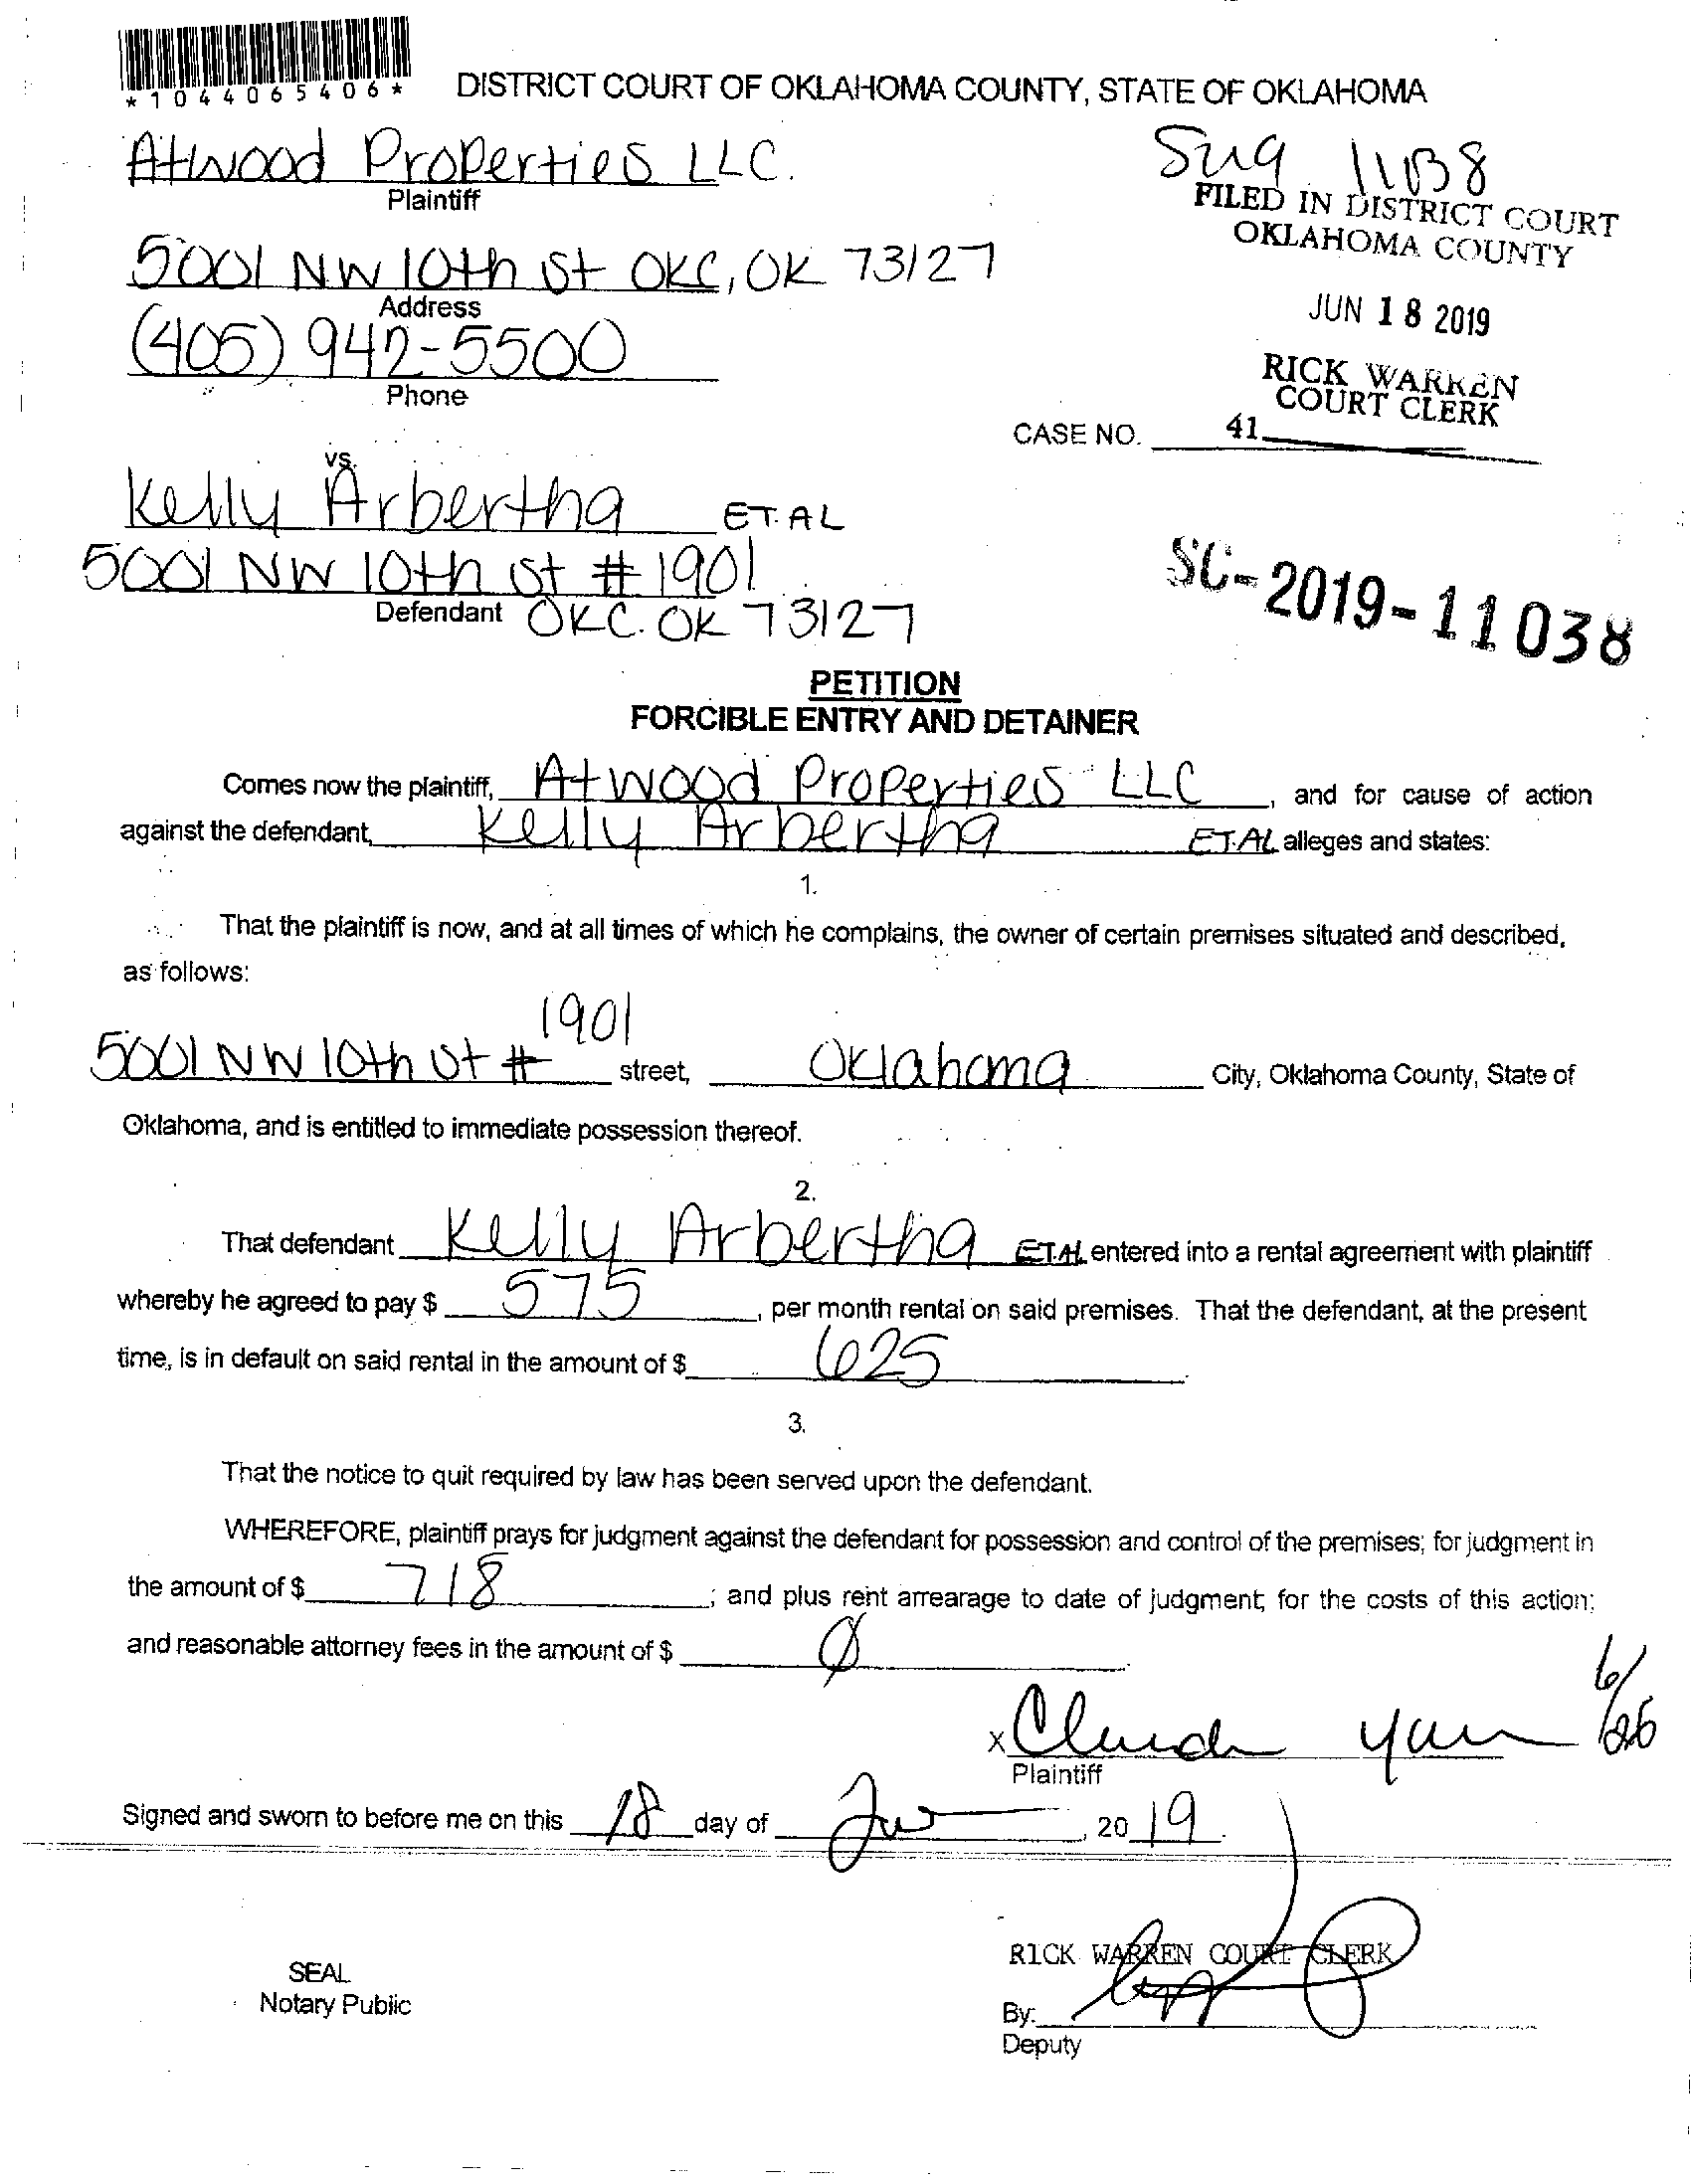 *1044065406*
DISTRICT COURT OF OKLAHOMA COUNTY, STATE OF OKLAHOMA
Atwood Properties LLC.
Plaintiff
5001 NW 10th St OKC, OK 73127
Address
(405) 942-5500
Phone
FILED IN DISTRICT COURT
OKLAHOMA COUNTY
JUN 18 2019
RICK WARREN
COURT CLERK
CASE NO. 41
vs.
Kelly Arbertha ET.AL
5001 NW 10th St # 1901
Defendant OKC. OK 73127
SC-2019-11038
PETITION
FORCIBLE ENTRY AND DETAINER
Comes now the plaintiff, Atwood Properties LLC, and for cause of action
against the defendant, Kelly Arbertha ET.AL alleges and states:
1.
That the plaintiff is now, and at all times of which he complains, the owner of certain premises situated and described,
as follows:
5001 NW 10th St # 1901 street, Oklahoma City, Oklahoma County, State of
Oklahoma, and is entitled to immediate possession thereof.
2.
That defendant Kelly Arbertha ET.AL entered into a rental agreement with plaintiff
whereby he agreed to pay $ 575, per month rental on said premises. That the defendant, at the present
time, is in default on said rental in the amount of $ 625
3.
That the notice to quit required by law has been served upon the defendant.
WHEREFORE, plaintiff prays for judgment against the defendant for possession and control of the premises; for judgment in
the amount of $ 718; and plus rent arrearage to date of judgment; for the costs of this action;
and reasonable attorney fees in the amount of $ Ø
6/26
x
Plaintiff
Signed and sworn to before me on this 18 day of Jun, 2019.
RICK WARREN COURT CLERK
SEAL
Notary Public
By:
Deputy